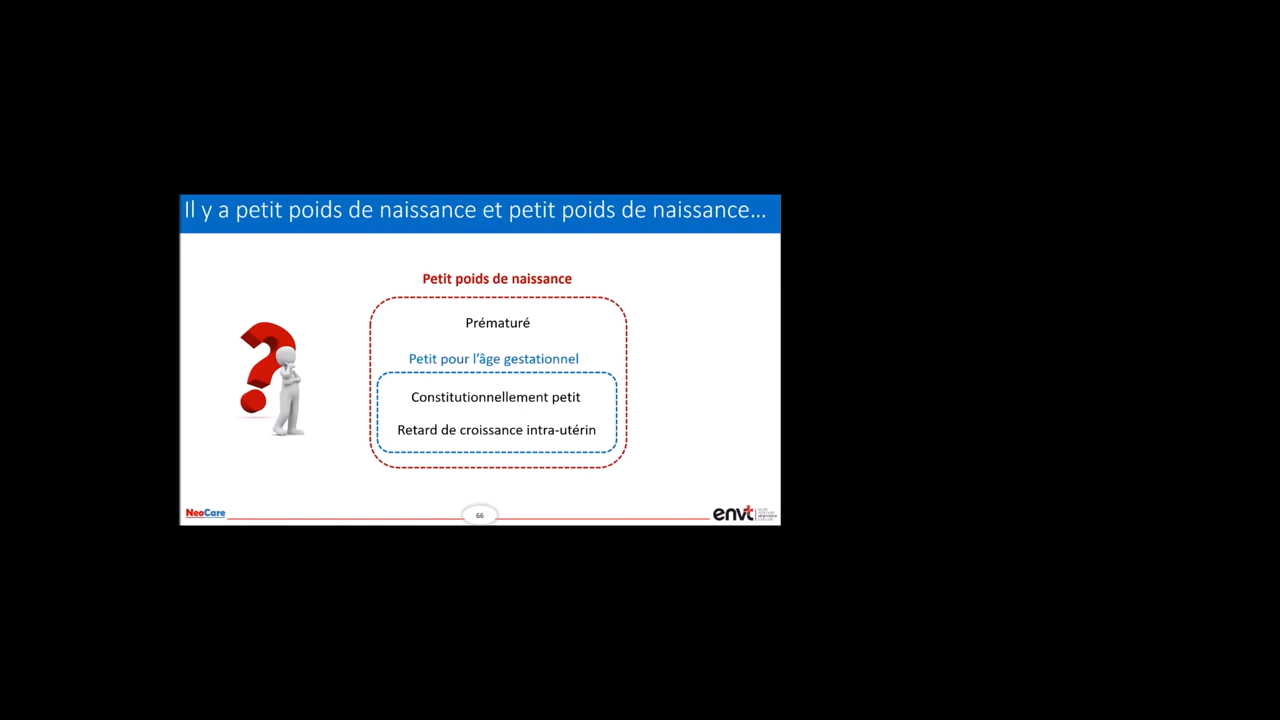 Il y a petit poids de naissance et petit poids de naissance...
Petit poids de naissance
Prématuré
Petit pour l'âge gestationnel
Constitutionnellement petit
Retard de croissance intra-utérin
NeoCare
66
envt